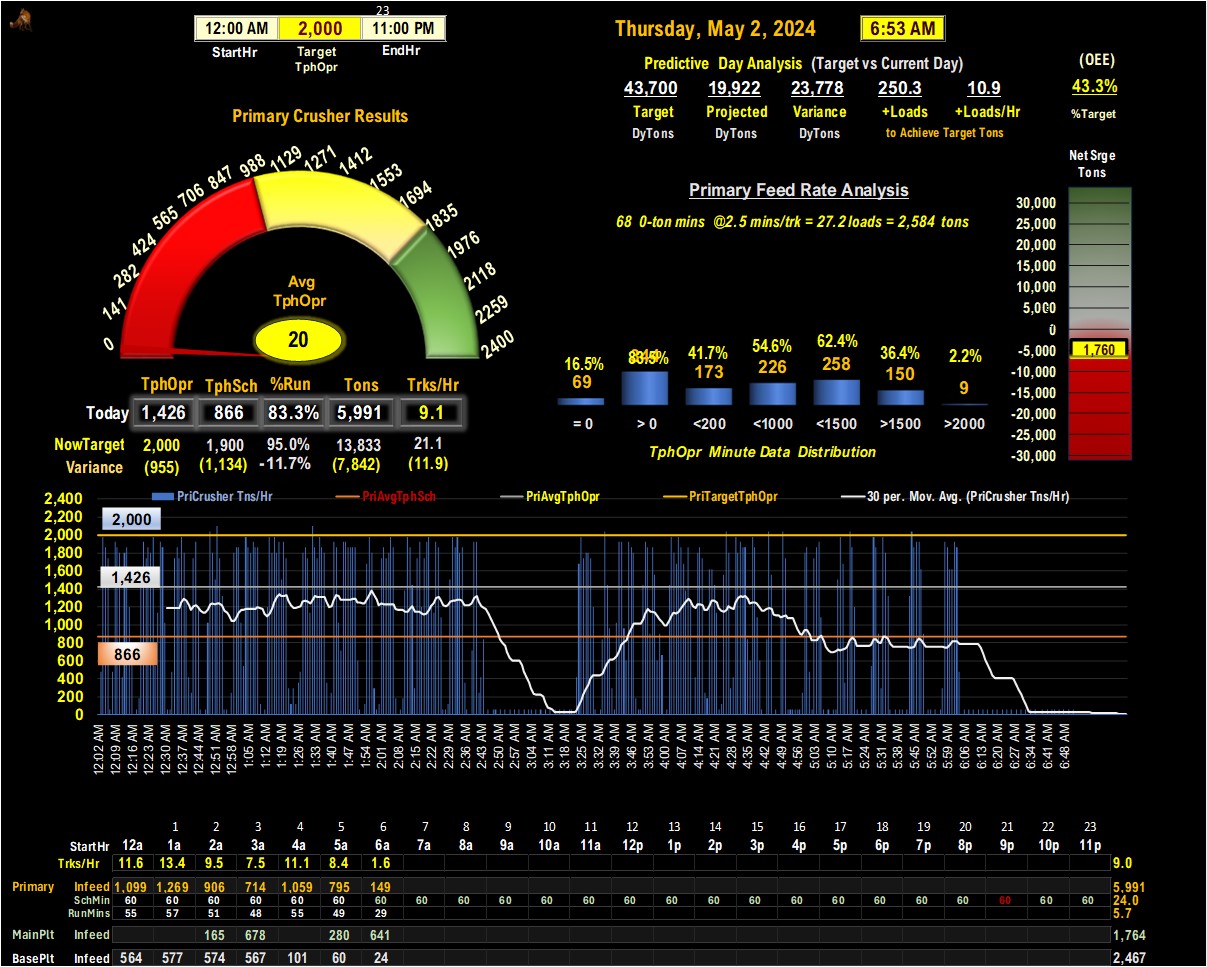 23
12:00 AM 2,000 11:00 PM
StartHr Target TphOpr EndHr
Thursday, May 2, 2024 6:53 AM
Predictive Day Analysis (Target vs Current Day)
43,700 19,922 23,778 250.3 10.9
Target Projected Variance +Loads +Loads/Hr
DyTons DyTons DyTons to Achieve Target Tons
(OEE)
43.3%
%Target
Primary Crusher Results
0 141 282 424 565 706 847 988 1129 1271 1412 1553 1694 1835 1976 2118 2259 2400
Avg
TphOpr
20
TphOpr TphSch %Run Tons Trks/Hr
Today 1,426 866 83.3% 5,991 9.1
NowTarget 2,000 1,900 95.0% 13,833 21.1
Variance (955) (1,134) -11.7% (7,842) (11.9)
Primary Feed Rate Analysis
68 0-ton mins @2.5 mins/trk = 27.2 loads = 2,584 tons
16.5% 83.5% 41.7% 54.6% 62.4% 36.4% 2.2%
69 173 226 258 150 9
= 0 > 0 <200 <1000 <1500 >1500 >2000
TphOpr Minute Data Distribution
Net Srge
Tons
30,000
25,000
20,000
15,000
10,000
5,000
0
-5,000
1,760
-10,000
-15,000
-20,000
-25,000
-30,000
PriCrusher Tns/Hr PriAvgTphSch PriAvgTphOpr PriTargetTphOpr 30 per. Mov. Avg. (PriCrusher Tns/Hr)
2,400
2,200
2,000
1,800
1,600
1,400
1,200
1,000
800
600
400
200
0
2,000
1,426
866
12:02 AM 12:09 AM 12:16 AM 12:23 AM 12:30 AM 12:37 AM 12:44 AM 12:51 AM 12:58 AM 1:05 AM 1:12 AM 1:19 AM 1:26 AM 1:33 AM 1:40 AM 1:47 AM 1:54 AM 2:01 AM 2:08 AM 2:15 AM 2:22 AM 2:29 AM 2:36 AM 2:43 AM 2:50 AM 2:57 AM 3:04 AM 3:11 AM 3:18 AM 3:25 AM 3:32 AM 3:39 AM 3:46 AM 3:53 AM 4:00 AM 4:07 AM 4:14 AM 4:21 AM 4:28 AM 4:35 AM 4:42 AM 4:49 AM 4:56 AM 5:03 AM 5:10 AM 5:17 AM 5:24 AM 5:31 AM 5:38 AM 5:45 AM 5:52 AM 5:59 AM 6:06 AM 6:13 AM 6:20 AM 6:27 AM 6:34 AM 6:41 AM 6:48 AM
1 2 3 4 5 6 7 8 9 10 11 12 13 14 15 16 17 18 19 20 21 22 23
StartHr 12a 1a 2a 3a 4a 5a 6a 7a 8a 9a 10a 11a 12p 1p 2p 3p 4p 5p 6p 7p 8p 9p 10p 11p
Trks/Hr 11.6 13.4 9.5 7.5 11.1 8.4 1.6 9.0
Primary Infeed 1,099 1,269 906 714 1,059 795 149 5,991
SchMin 60 60 60 60 60 60 60 60 60 60 60 60 60 60 60 60 60 60 60 60 60 60 60 60 24.0
RunMins 55 57 51 48 55 49 29 5.7
MainPlt Infeed 165 678 280 641 1,764
BasePlt Infeed 564 577 574 567 101 60 24 2,467